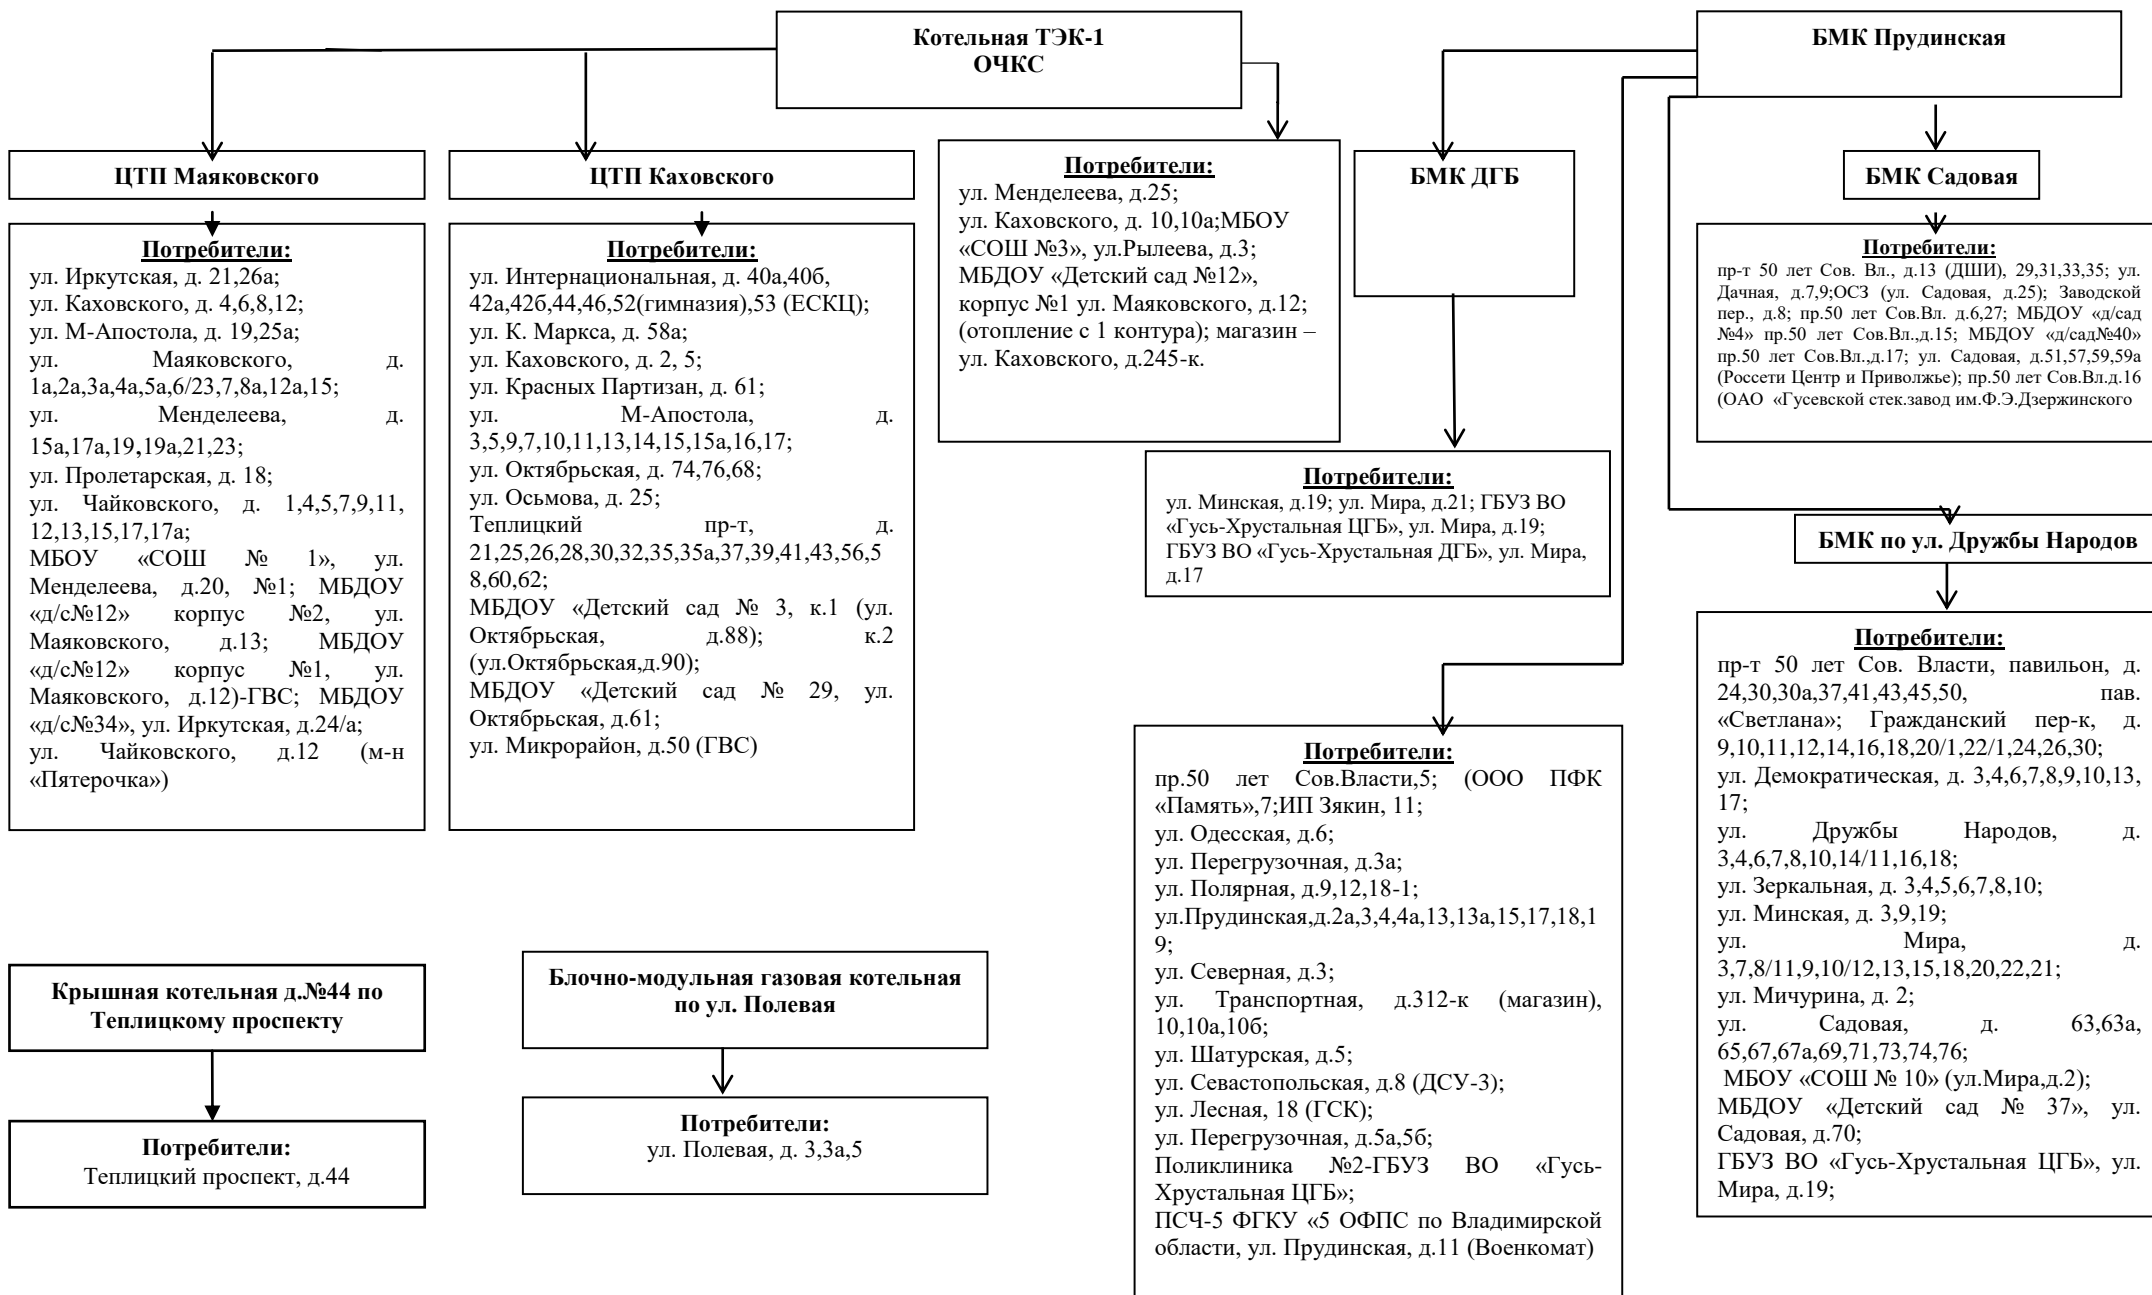 Котельная ТЭК-1
ОЧКС
БМК Прудинская
ЦТП Маяковского
ЦТП Каховского
Потребители:
ул. Менделеева, д.25;
ул. Каховского, д. 10,10а;МБОУ
«СОШ №3», ул.Рылеева, д.3;
МБДОУ «Детский сад №12»,
корпус №1 ул. Маяковского, д.12;
(отопление с 1 контура); магазин –
ул. Каховского, д.245-к.
БМК ДГБ
БМК Садовая
Потребители:
ул. Иркутская, д. 21,26а;
ул. Каховского, д. 4,6,8,12;
ул. М-Апостола, д. 19,25а;
ул. Маяковского, д.
1а,2а,3а,4а,5а,6/23,7,8а,12а,15;
ул. Менделеева, д.
15а,17а,19,19а,21,23;
ул. Пролетарская, д. 18;
ул. Чайковского, д. 1,4,5,7,9,11,
12,13,15,17,17а;
МБОУ «СОШ № 1», ул.
Менделеева, д.20, №1; МБДОУ
«д/с№12» корпус №2, ул.
Маяковского, д.13; МБДОУ
«д/с№12» корпус №1, ул.
Маяковского, д.12)-ГВС; МБДОУ
«д/с№34», ул. Иркутская, д.24/а;
ул. Чайковского, д.12 (м-н
«Пятерочка»)
Потребители:
ул. Интернациональная, д. 40а,40б,
42а,42б,44,46,52(гимназия),53 (ЕСКЦ);
ул. К. Маркса, д. 58а;
ул. Каховского, д. 2, 5;
ул. Красных Партизан, д. 61;
ул. М-Апостола, д.
3,5,9,7,10,11,13,14,15,15а,16,17;
ул. Октябрьская, д. 74,76,68;
ул. Осьмова, д. 25;
Теплицкий пр-т, д.
21,25,26,28,30,32,35,35а,37,39,41,43,56,5
8,60,62;
МБДОУ «Детский сад № 3, к.1 (ул.
Октябрьская, д.88); к.2
(ул.Октябрьская,д.90);
МБДОУ «Детский сад № 29, ул.
Октябрьская, д.61;
ул. Микрорайон, д.50 (ГВС)
Потребители:
пр-т 50 лет Сов. Вл., д.13 (ДШИ), 29,31,33,35; ул.
Дачная, д.7,9;ОСЗ (ул. Садовая, д.25); Заводской
пер., д.8; пр.50 лет Сов.Вл. д.6,27; МБДОУ «д/сад
№4» пр.50 лет Сов.Вл.,д.15; МБДОУ «д/сад№40»
пр.50 лет Сов.Вл.,д.17; ул. Садовая, д.51,57,59,59а
(Россети Центр и Приволжье); пр.50 лет Сов.Вл.д.16
(ОАО «Гусевской стек.завод им.Ф.Э.Дзержинского
Потребители:
ул. Минская, д.19; ул. Мира, д.21; ГБУЗ ВО
«Гусь-Хрустальная ЦГБ», ул. Мира, д.19;
ГБУЗ ВО «Гусь-Хрустальная ДГБ», ул. Мира,
д.17
БМК по ул. Дружбы Народов
Потребители:
пр-т 50 лет Сов. Власти, павильон, д.
24,30,30а,37,41,43,45,50, пав.
«Светлана»; Гражданский пер-к, д.
9,10,11,12,14,16,18,20/1,22/1,24,26,30;
ул. Демократическая, д. 3,4,6,7,8,9,10,13,
17;
ул. Дружбы Народов, д.
3,4,6,7,8,10,14/11,16,18;
ул. Зеркальная, д. 3,4,5,6,7,8,10;
ул. Минская, д. 3,9,19;
ул. Мира, д.
3,7,8/11,9,10/12,13,15,18,20,22,21;
ул. Мичурина, д. 2;
ул. Садовая, д. 63,63а,
65,67,67а,69,71,73,74,76;
МБОУ «СОШ № 10» (ул.Мира,д.2);
МБДОУ «Детский сад № 37», ул.
Садовая, д.70;
ГБУЗ ВО «Гусь-Хрустальная ЦГБ», ул.
Мира, д.19;
Потребители:
пр.50 лет Сов.Власти,5; (ООО ПФК
«Память»,7;ИП Зякин, 11;
ул. Одесская, д.6;
ул. Перегрузочная, д.3а;
ул. Полярная, д.9,12,18-1;
ул.Прудинская,д.2а,3,4,4а,13,13а,15,17,18,1
9;
ул. Северная, д.3;
ул. Транспортная, д.312-к (магазин),
10,10а,10б;
ул. Шатурская, д.5;
ул. Севастопольская, д.8 (ДСУ-3);
ул. Лесная, 18 (ГСК);
ул. Перегрузочная, д.5а,5б;
Поликлиника №2-ГБУЗ ВО «Гусь-
Хрустальная ЦГБ»;
ПСЧ-5 ФГКУ «5 ОФПС по Владимирской
области, ул. Прудинская, д.11 (Военкомат)
Крышная котельная д.№44 по
Теплицкому проспекту
Блочно-модульная газовая котельная
по ул. Полевая
Потребители:
Теплицкий проспект, д.44
Потребители:
ул. Полевая, д. 3,3а,5